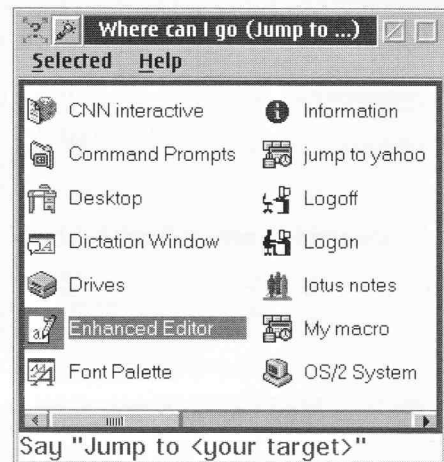 Where can I go (Jump to ...)
Selected Help
CNN interactive
Command Prompts
Desktop
Dictation Window
Drives
Enhanced Editor
Font Palette
Information
jump to yahoo
Logoff
Logon
lotus notes
My macro
OS/2 System
Say "Jump to <your target>"